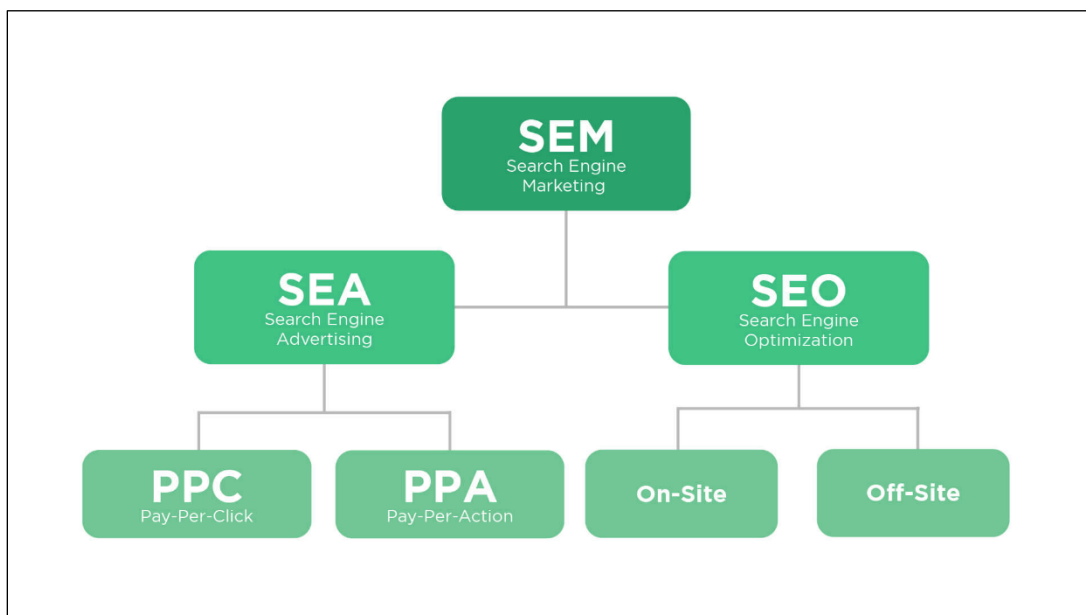 SEM
Search Engine
Marketing
SEA
Search Engine
Advertising
SEO
Search Engine
Optimization
PPC
Pay-Per-Click
PPA
Pay-Per-Action
On-Site
Off-Site